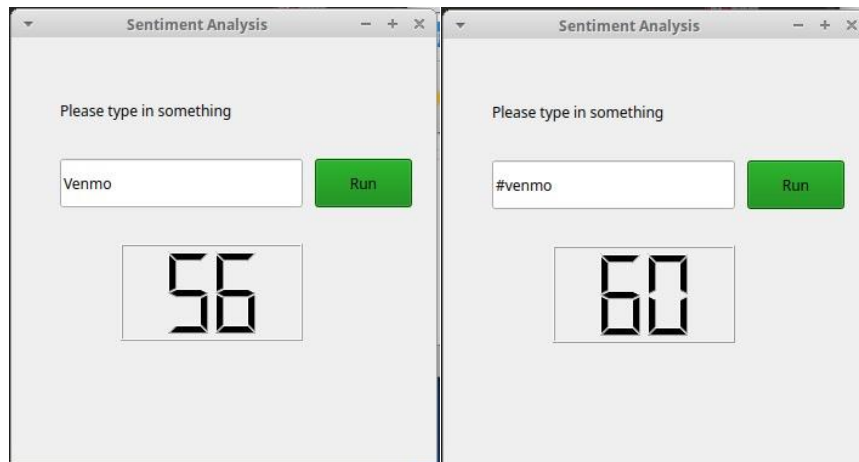 Sentiment Analysis
Please type in something
Venmo
Run
56
Sentiment Analysis
Please type in something
#venmo
Run
60